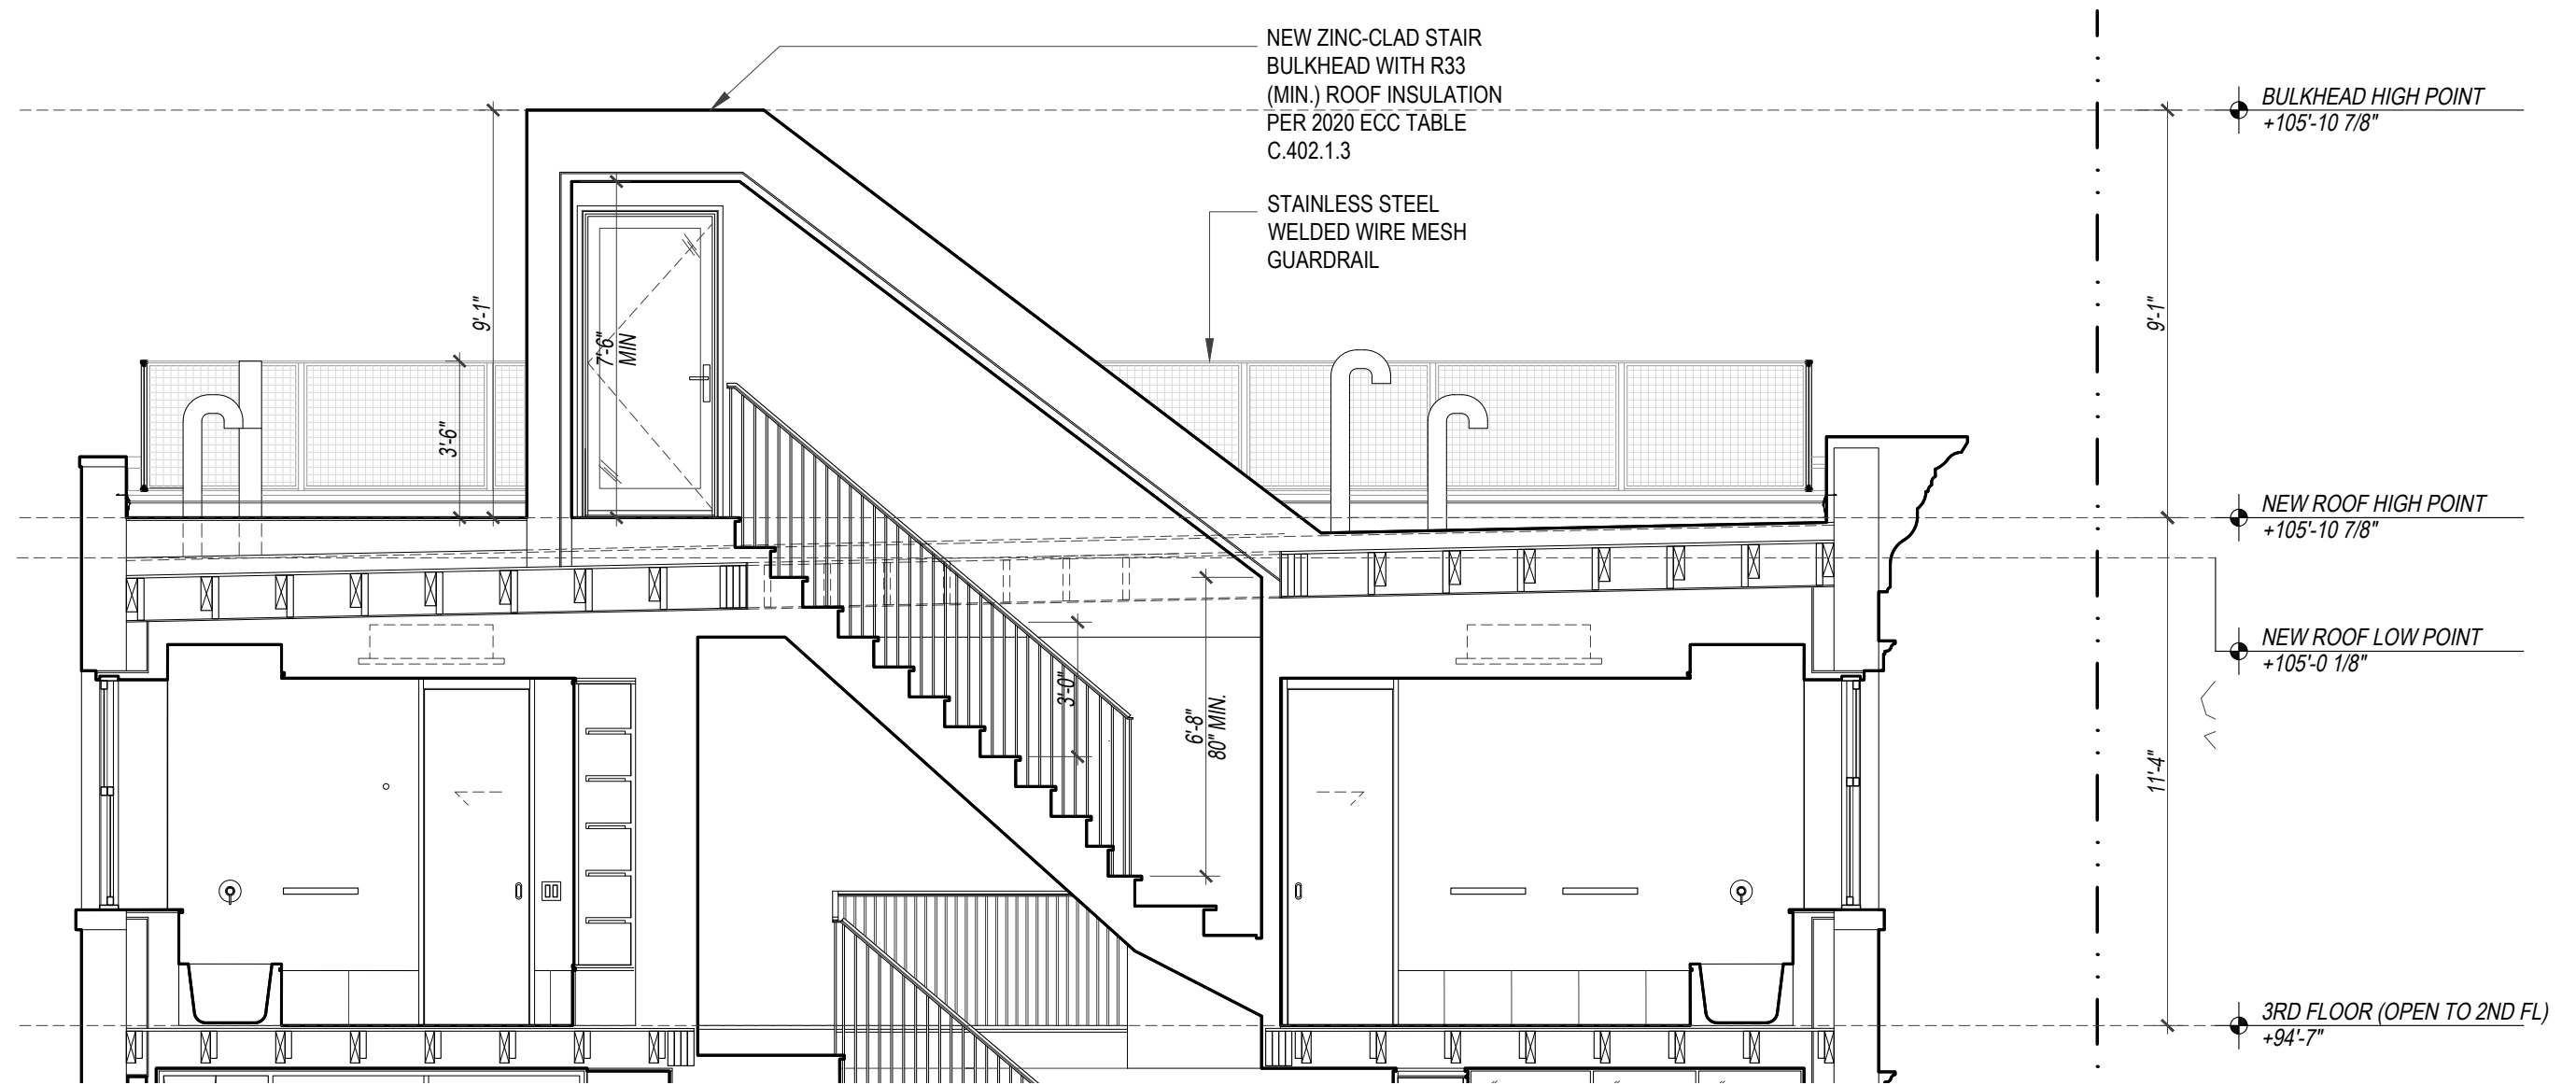 NEW ZINC-CLAD STAIR
BULKHEAD WITH R33
(MIN.) ROOF INSULATION
PER 2020 ECC TABLE
C.402.1.3
STAINLESS STEEL
WELDED WIRE MESH
GUARDRAIL
BULKHEAD HIGH POINT
+105'-10 7/8"
NEW ROOF HIGH POINT
+105'-10 7/8"
NEW ROOF LOW POINT
+105'-0 1/8"
3RD FLOOR (OPEN TO 2ND FL)
+94'-7"
9'-1"
3'-6"
7'-6"
MIN
3'-0"
6'-8"
80" MIN.
9'-1"
11'-4"